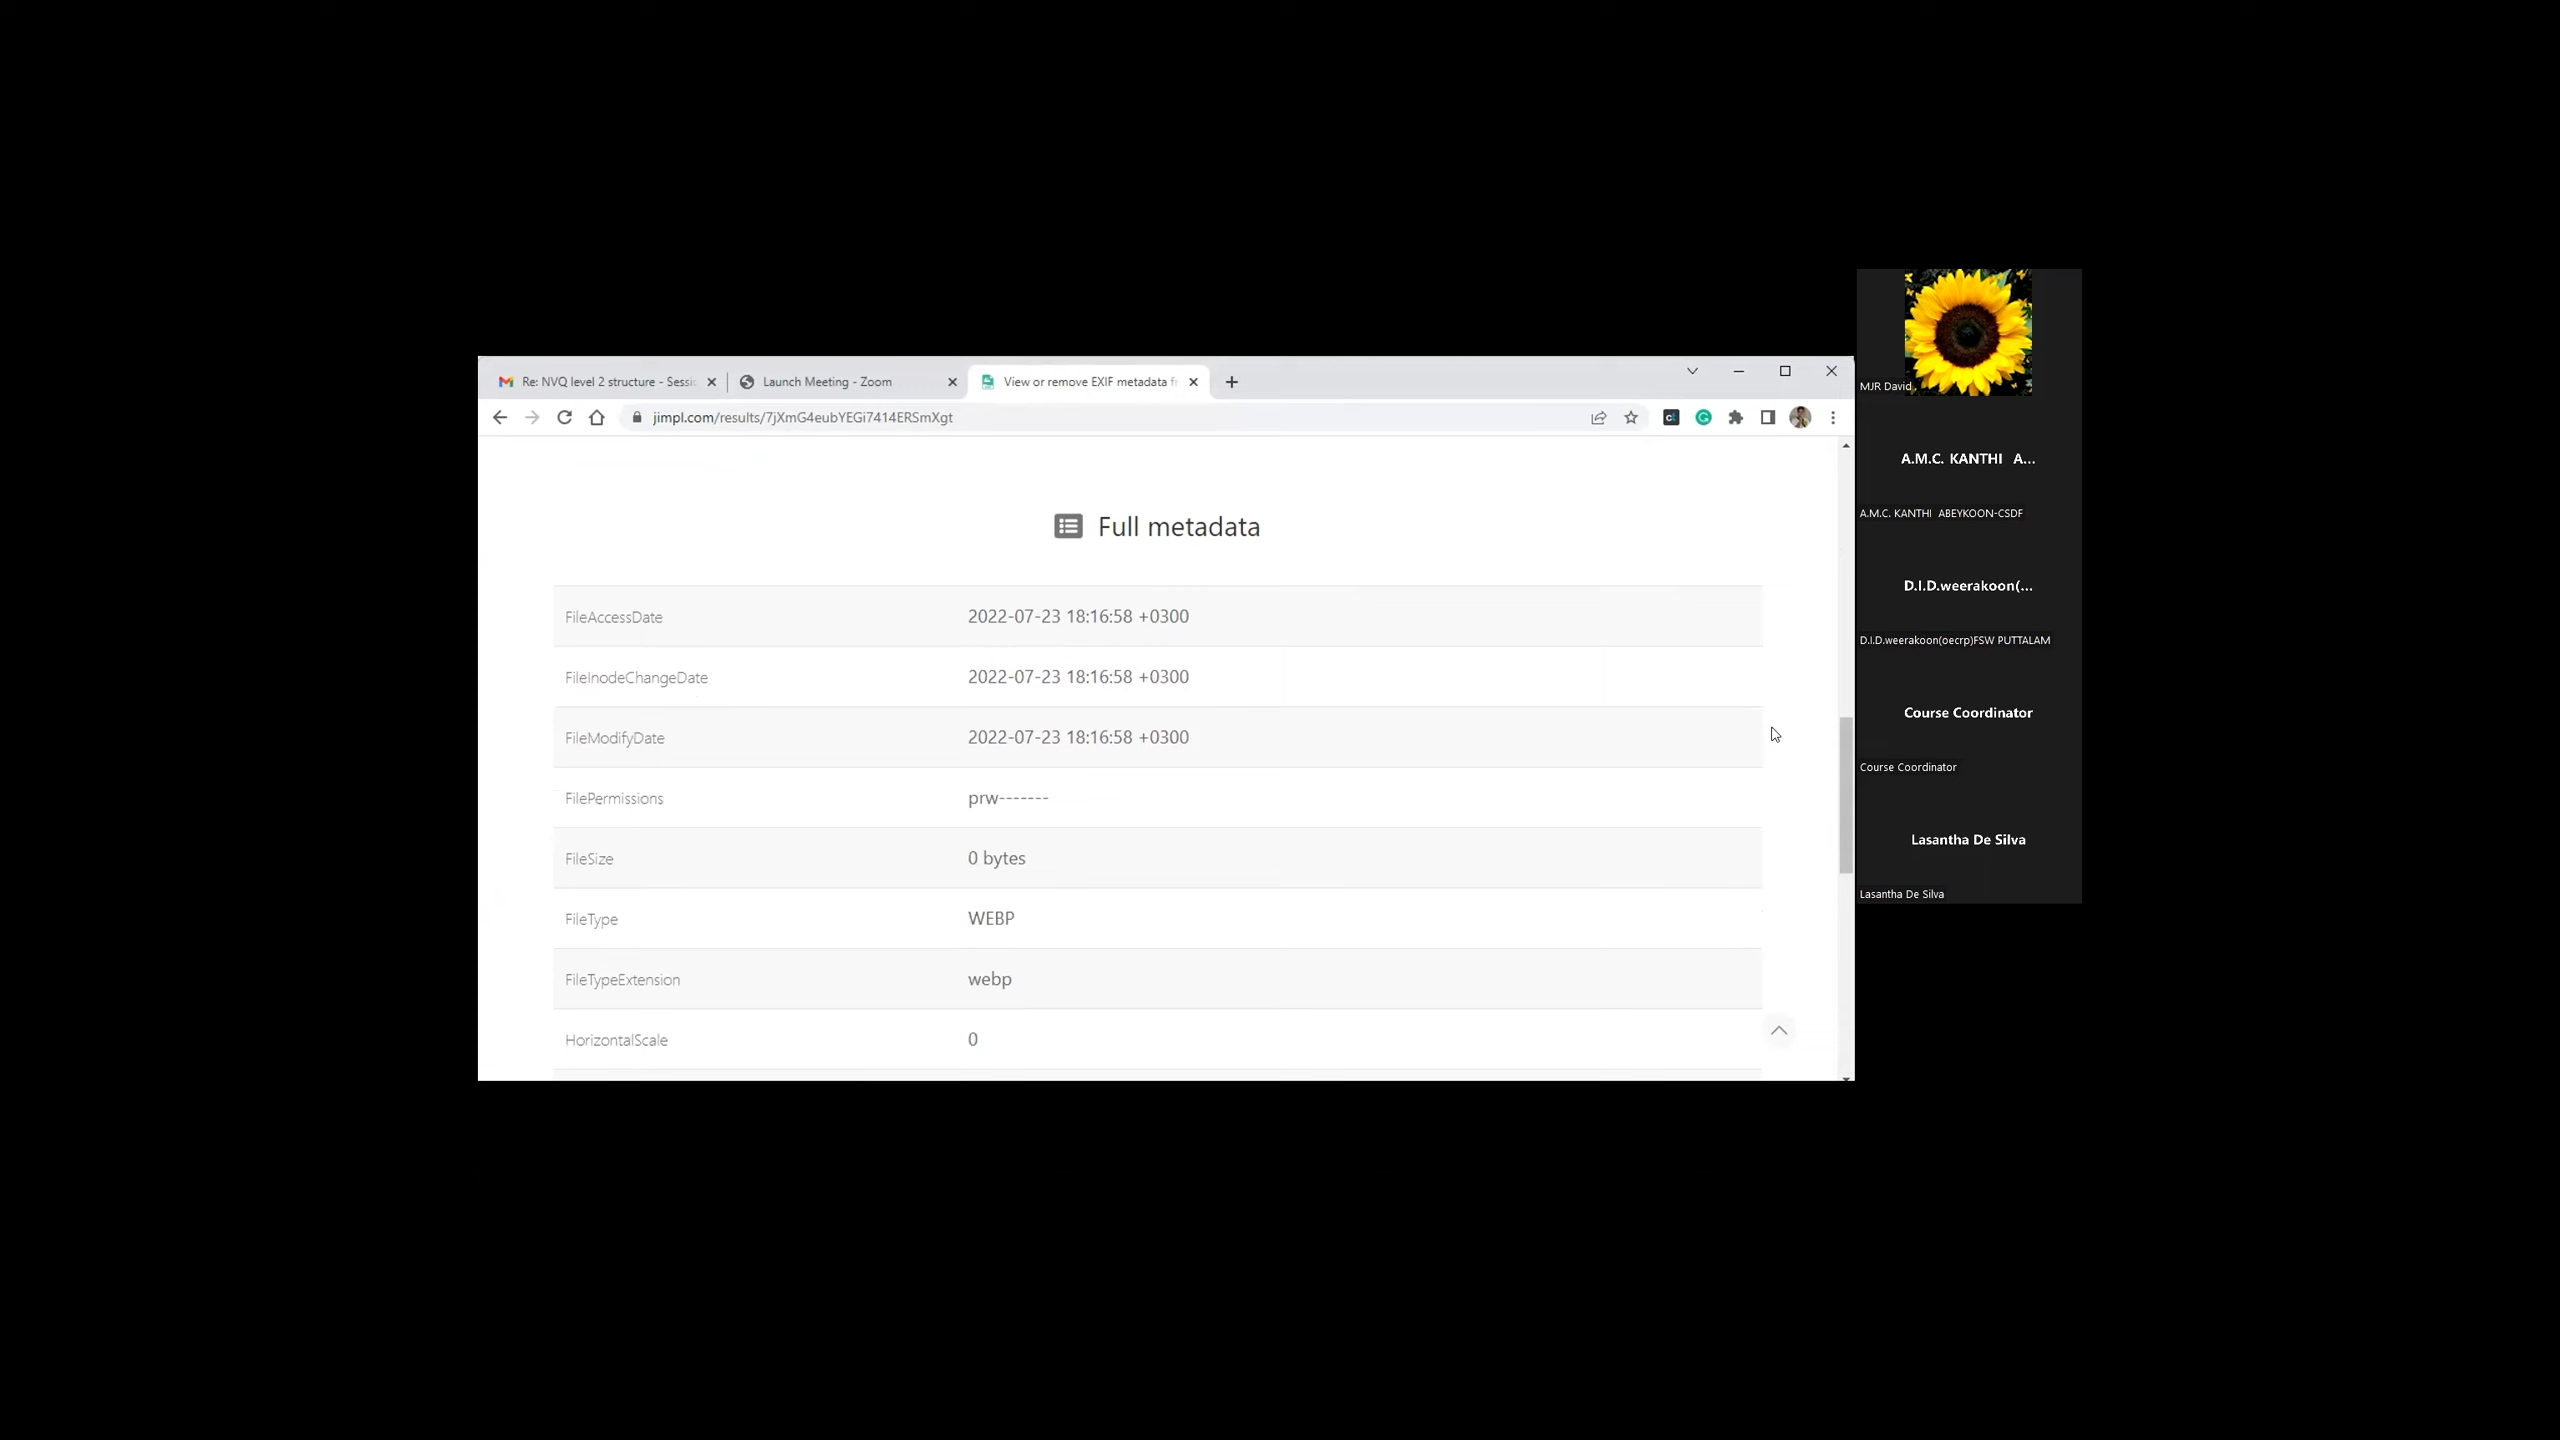 Re: NVQ level 2 structure - Sessi
Launch Meeting - Zoom
View or remove EXIF metadata fr
jimpl.com/results/7jXmG4eubYEGi7414ERSmXgt
Full metadata
FileAccessDate 2022-07-23 18:16:58 +0300
FileInodeChangeDate 2022-07-23 18:16:58 +0300
FileModifyDate 2022-07-23 18:16:58 +0300
FilePermissions prw-------
FileSize 0 bytes
FileType WEBP
FileTypeExtension webp
HorizontalScale 0
MJR David
A.M.C. KANTHI A...
A.M.C. KANTHI ABEYKOON-CSDF
D.I.D.weerakoon(...
D.I.D.weerakoon(oecrp)FSW PUTTALAM
Course Coordinator
Course Coordinator
Lasantha De Silva
Lasantha De Silva